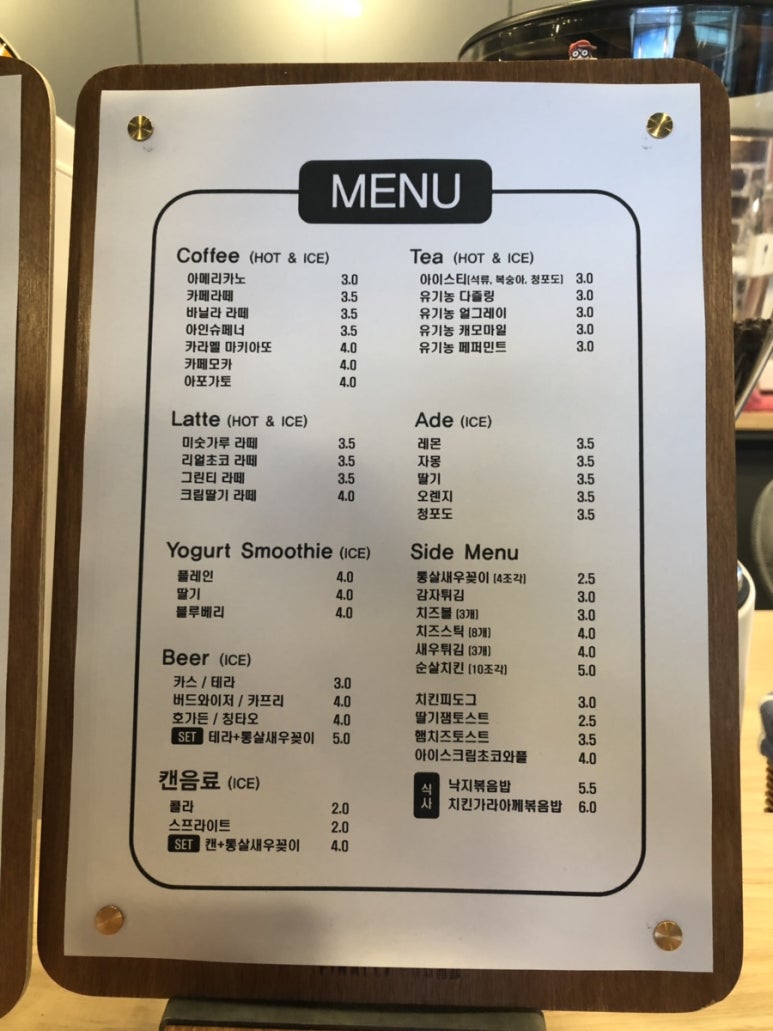 MENU
Coffee (HOT & ICE)
아메리카노 3.0
카페라떼 3.5
바닐라 라떼 3.5
아인슈페너 3.5
카라멜 마키아또 4.0
카페모카 4.0
아포가토 4.0
Latte (HOT & ICE)
미숫가루 라떼 3.5
리얼초코 라떼 3.5
그린티 라떼 3.5
크림딸기 라떼 4.0
Yogurt Smoothie (ICE)
플레인 4.0
딸기 4.0
블루베리 4.0
Beer (ICE)
카스 / 테라 3.0
버드와이저 / 카프리 4.0
호가든 / 칭타오 4.0
SET 테라+통살새우꽂이 5.0
캔음료 (ICE)
콜라 2.0
스프라이트 2.0
SET 캔+통살새우꽂이 4.0
Tea (HOT & ICE)
아이스티(석류, 복숭아, 청포도) 3.0
유기농 다즐링 3.0
유기농 얼그레이 3.0
유기농 캐모마일 3.0
유기농 페퍼민트 3.0
Ade (ICE)
레몬 3.5
자몽 3.5
딸기 3.5
오렌지 3.5
청포도 3.5
Side Menu
통살새우꽂이 (4조각) 2.5
감자튀김 3.0
치즈볼 (3개) 3.0
치즈스틱 (8개) 4.0
새우튀김 (3개) 4.0
순살치킨 (10조각) 5.0
치킨피도그 3.0
딸기잼토스트 2.5
햄치즈토스트 3.5
아이스크림초코와플 4.0
식사
낙지볶음밥 5.5
치킨가라아께볶음밥 6.0